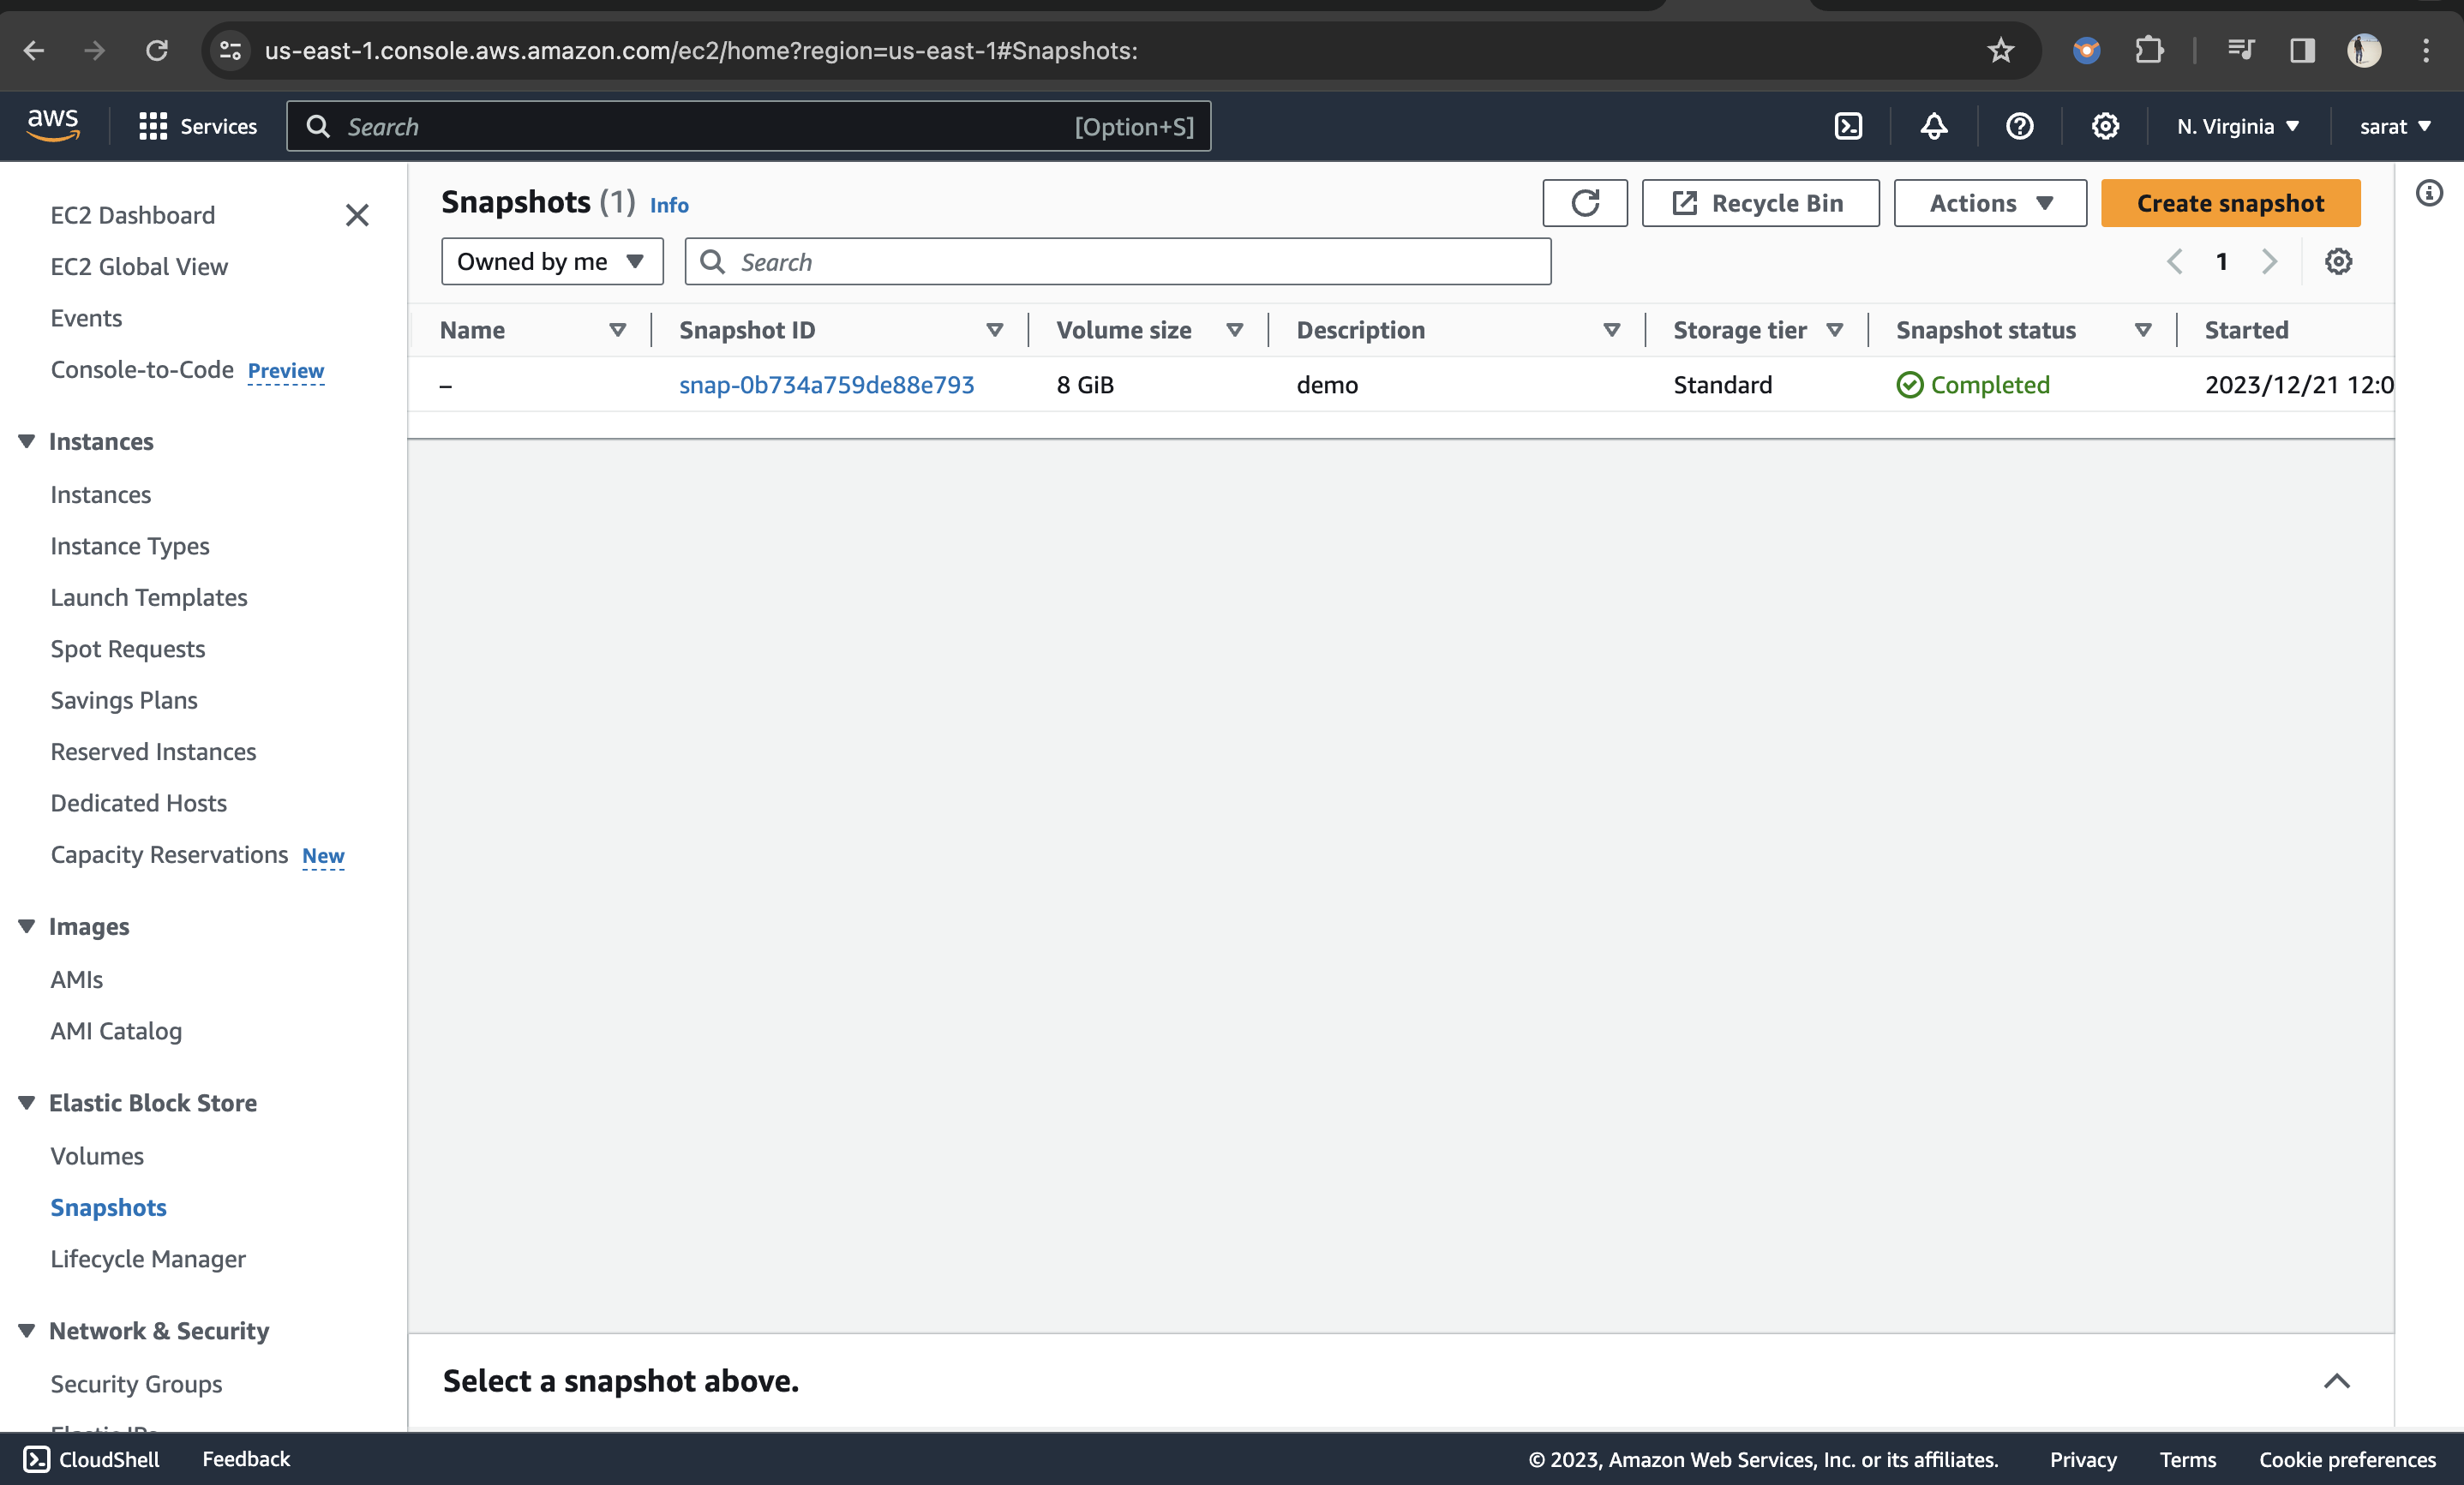 us-east-1.console.aws.amazon.com/ec2/home?region=us-east-1#Snapshots:
aws Services Search [Option+S] N. Virginia sarat
EC2 Dashboard
EC2 Global View
Events
Console-to-Code Preview
Instances
Instances
Instance Types
Launch Templates
Spot Requests
Savings Plans
Reserved Instances
Dedicated Hosts
Capacity Reservations New
Images
AMIs
AMI Catalog
Elastic Block Store
Volumes
Snapshots
Lifecycle Manager
Network & Security
Security Groups
Elastic IPs
Snapshots (1) Info Recycle Bin Actions Create snapshot
Owned by me Search 1
Name Snapshot ID Volume size Description Storage tier Snapshot status Started
– snap-0b734a759de88e793 8 GiB demo Standard Completed 2023/12/21 12:0
Select a snapshot above.
CloudShell Feedback © 2023, Amazon Web Services, Inc. or its affiliates. Privacy Terms Cookie preferences